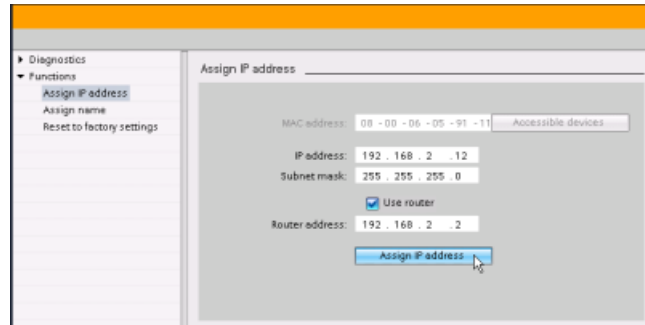 Diagnostics
Functions
Assign IP address
Assign name
Reset to factory settings
Assign IP address
MAC address: 08 -00 -06 -05 -91 -11 Accessible devices
IP address: 192 . 168 . 2 .12
Subnet mask: 255 . 255 . 255 .0
Use router
Router address: 192 . 168 . 2 .2
Assign IP address